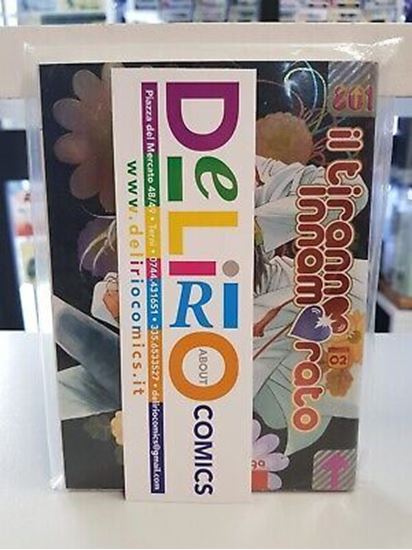 DeLiRiO
ABOUT
COMICS
Piazza del Mercato 48/49 • Terni • 0744.431651 • 335.6533527 • deliriocomics@gmail.com
www.deliriocomics.it
801
il tiranno
innamorato